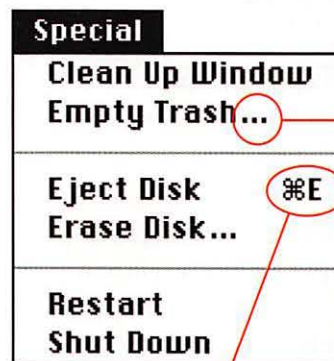 Special
Clean Up Window
Empty Trash...
Eject Disk ⌘E
Erase Disk...
Restart
Shut Down